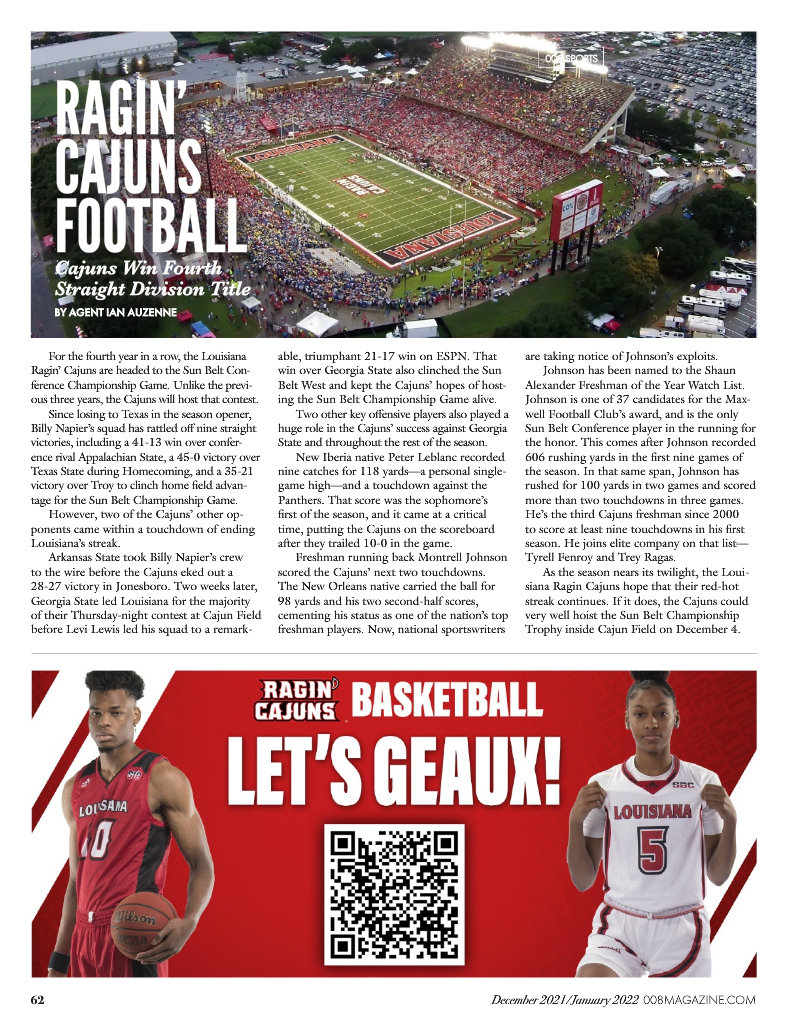 008 SPORTS
RAGIN'
CAJUNS
FOOTBALL
Cajuns Win Fourth
Straight Division Title
BY AGENT IAN AUZENNE
LOUISIANA
For the fourth year in a row, the Louisiana
Ragin' Cajuns are headed to the Sun Belt Con-
ference Championship Game. Unlike the previ-
ous three years, the Cajuns will host that contest.
Since losing to Texas in the season opener,
Billy Napier's squad has rattled off nine straight
victories, including a 41-13 win over confer-
ence rival Appalachian State, a 45-0 victory over
Texas State during Homecoming, and a 35-21
victory over Troy to clinch home field advan-
tage for the Sun Belt Championship Game.
However, two of the Cajuns' other op-
ponents came within a touchdown of ending
Louisiana's streak.
Arkansas State took Billy Napier's crew
to the wire before the Cajuns eked out a
28-27 victory in Jonesboro. Two weeks later,
Georgia State led Louisiana for the majority
of their Thursday-night contest at Cajun Field
before Levi Lewis led his squad to a remark-
able, triumphant 21-17 win on ESPN. That
win over Georgia State also clinched the Sun
Belt West and kept the Cajuns' hopes of host-
ing the Sun Belt Championship Game alive.
Two other key offensive players also played a
huge role in the Cajuns' success against Georgia
State and throughout the rest of the season.
New Iberia native Peter Leblanc recorded
nine catches for 118 yards—a personal single-
game high—and a touchdown against the
Panthers. That score was the sophomore's
first of the season, and it came at a critical
time, putting the Cajuns on the scoreboard
after they trailed 10-0 in the game.
Freshman running back Montrell Johnson
scored the Cajuns' next two touchdowns.
The New Orleans native carried the ball for
98 yards and his two second-half scores,
cementing his status as one of the nation's top
freshman players. Now, national sportswriters
are taking notice of Johnson's exploits.
Johnson has been named to the Shaun
Alexander Freshman of the Year Watch List.
Johnson is one of 37 candidates for the Max-
well Football Club's award, and is the only
Sun Belt Conference player in the running for
the honor. This comes after Johnson recorded
606 rushing yards in the first nine games of
the season. In that same span, Johnson has
rushed for 100 yards in two games and scored
more than two touchdowns in three games.
He's the third Cajuns freshman since 2000
to score at least nine touchdowns in his first
season. He joins elite company on that list—
Tyrell Fenroy and Trey Ragas.
As the season nears its twilight, the Loui-
siana Ragin Cajuns hope that their red-hot
streak continues. If it does, the Cajuns could
very well hoist the Sun Belt Championship
Trophy inside Cajun Field on December 4.
RAGIN'
CAJUNS
BASKETBALL
LET'S GEAUX!
LOUISIANA
10
Wilson
NCAA
SBC
LOUISIANA
5
62
December 2021/January 2022 008MAGAZINE.COM